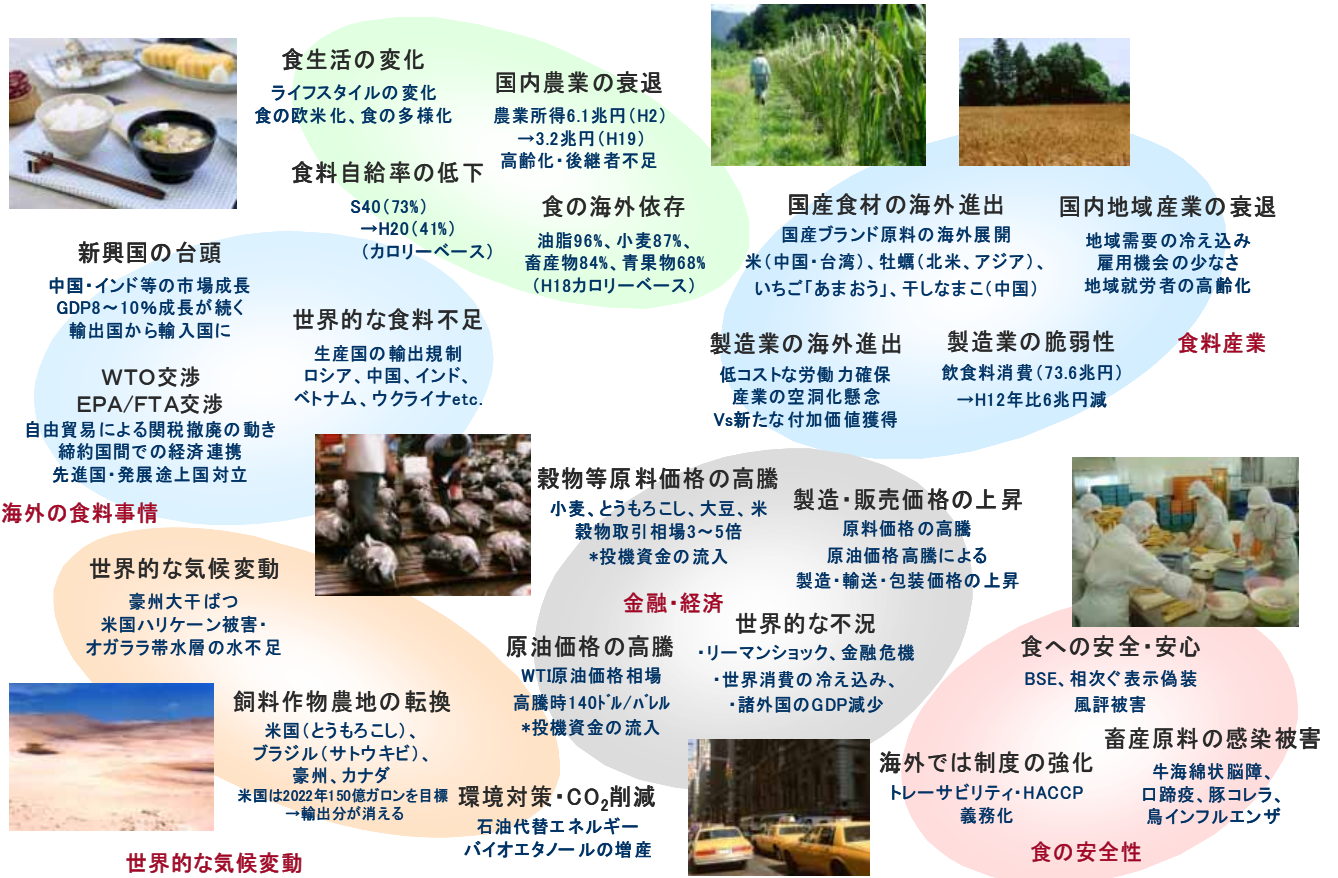 食生活の変化
ライフスタイルの変化
食の欧米化、食の多様化
国内農業の衰退
農業所得6.1兆円(H2)
→3.2兆円(H19)
高齢化・後継者不足
食料自給率の低下
S40(73%)
→H20(41%)
(カロリーベース)
食の海外依存
油脂96%、小麦87%、
畜産物84%、青果物68%
(H18カロリーベース)
国産食材の海外進出
国産ブランド原料の海外展開
米(中国・台湾)、牡蠣(北米、アジア)、
いちご「あまおう」、干しなまこ(中国)
国内地域産業の衰退
地域需要の冷え込み
雇用機会の少なさ
地域就労者の高齢化
製造業の海外進出
低コストな労働力確保
産業の空洞化懸念
Vs新たな付加価値獲得
製造業の脆弱性
飲食料消費(73.6兆円)
→H12年比6兆円減
食料産業
新興国の台頭
中国・インド等の市場成長
GDP8~10%成長が続く
輸出国から輸入国に
世界的な食料不足
生産国の輸出規制
ロシア、中国、インド、
ベトナム、ウクライナetc.
WTO交渉
EPA/FTA交渉
自由貿易による関税撤廃の動き
締約国間での経済連携
先進国・発展途上国対立
海外の食料事情
穀物等原料価格の高騰
小麦、とうもろこし、大豆、米
穀物取引相場3~5倍
*投機資金の流入
製造・販売価格の上昇
原料価格の高騰
原油価格高騰による
製造・輸送・包装価格の上昇
金融・経済
原油価格の高騰
WTI原油価格相場
高騰時140ドル/バレル
*投機資金の流入
世界的な不況
・リーマンショック、金融危機
・世界消費の冷え込み、
・諸外国のGDP減少
世界的な気候変動
豪州大干ばつ
米国ハリケーン被害・
オガララ帯水層の水不足
飼料作物農地の転換
米国(とうもろこし)、
ブラジル(サトウキビ)、
豪州、カナダ
米国は2022年150億ガロンを目標
→輸出分が消える
環境対策・CO2削減
石油代替エネルギー
バイオエタノールの増産
世界的な気候変動
食への安全・安心
BSE、相次ぐ表示偽装
風評被害
畜産原料の感染被害
牛海綿状脳障、
口蹄疫、豚コレラ、
鳥インフルエンザ
海外では制度の強化
トレーサビリティ・HACCP
義務化
食の安全性